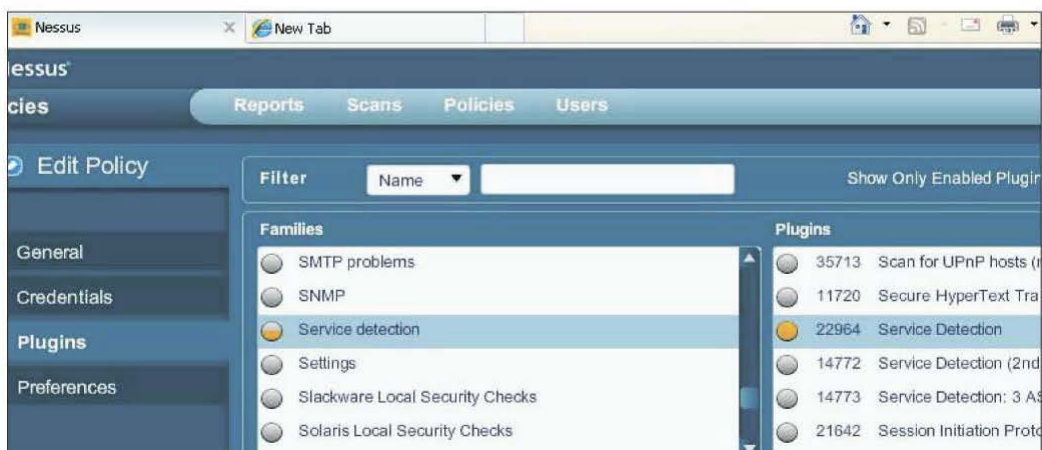 Nessus
New Tab
lessus
cies
Reports Scans Policies Users
Edit Policy
General
Credentials
Plugins
Preferences
Filter Name Show Only Enabled Plugin
Families
SMTP problems
SNMP
Service detection
Settings
Slackware Local Security Checks
Solaris Local Security Checks
Plugins
35713 Scan for UPnP hosts (
11720 Secure HyperText Tra
22964 Service Detection
14772 Service Detection (2nd
14773 Service Detection: 3 AS
21642 Session Initiation Proto